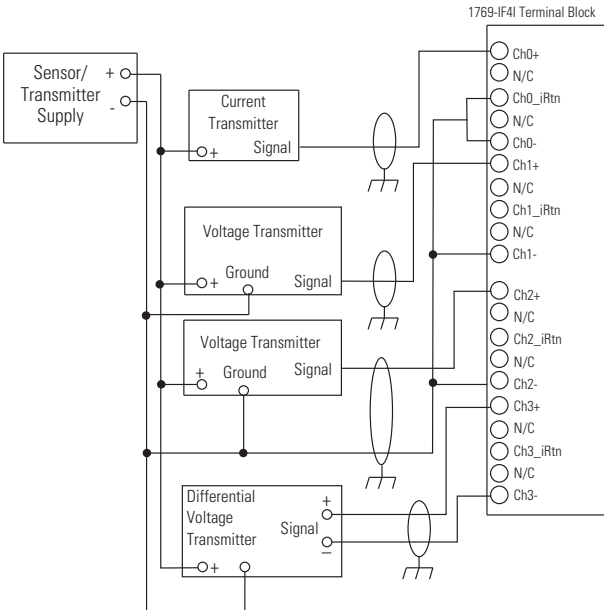 1769-IF4I Terminal Block
Sensor/
Transmitter
Supply
+
-
Current
Transmitter
Signal
+
Voltage Transmitter
Ground
Signal
+
Voltage Transmitter
Ground
Signal
+
Differential
Voltage
Transmitter
Signal
+
–
+
Ch0+
N/C
Ch0_iRtn
N/C
Ch0-
Ch1+
N/C
Ch1_iRtn
N/C
Ch1-
Ch2+
N/C
Ch2_iRtn
N/C
Ch2-
Ch3+
N/C
Ch3_iRtn
N/C
Ch3-